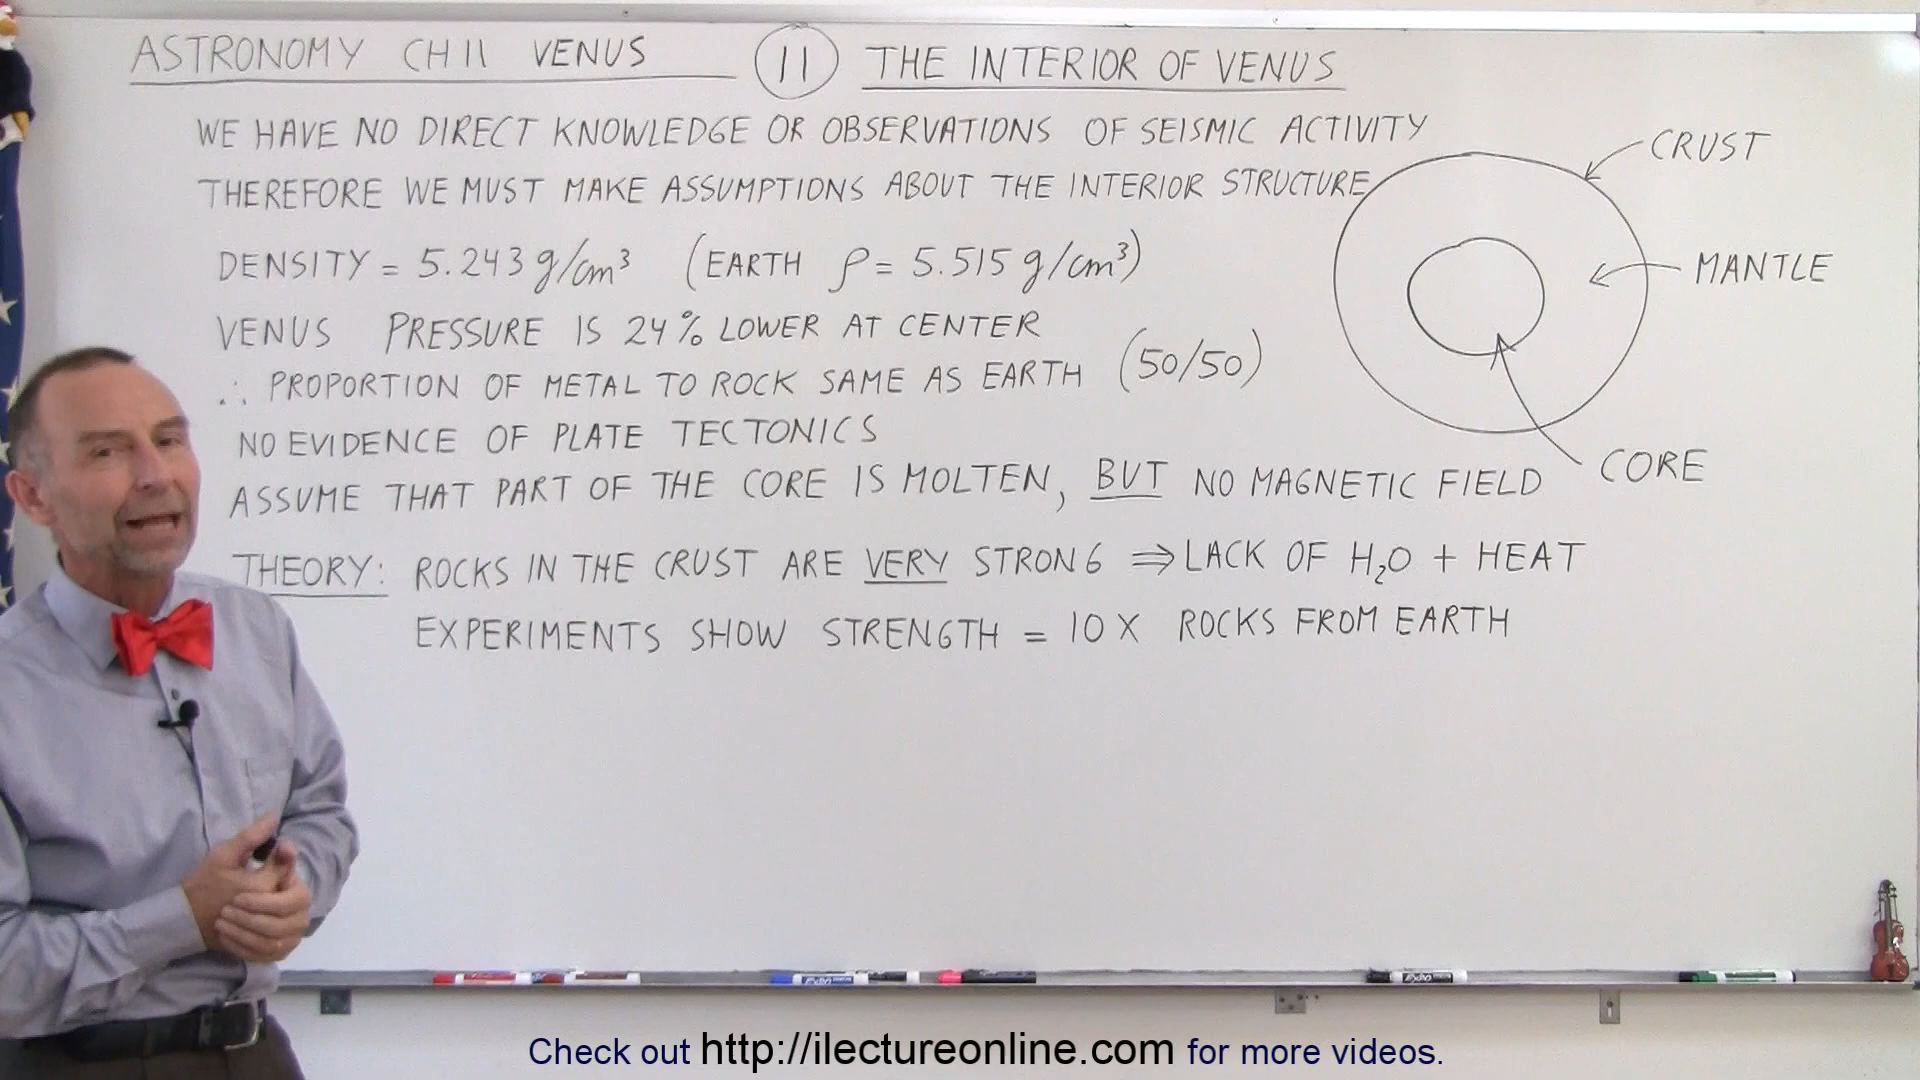 ASTRONOMY CH 11 VENUS 11 THE INTERIOR OF VENUS
WE HAVE NO DIRECT KNOWLEDGE OR OBSERVATIONS OF SEISMIC ACTIVITY
THEREFORE WE MUST MAKE ASSUMPTIONS ABOUT THE INTERIOR STRUCTURE
CRUST
MANTLE
CORE
DENSITY = 5.243 g/cm³ (EARTH ρ = 5.515 g/cm³)
VENUS PRESSURE IS 24% LOWER AT CENTER
∴ PROPORTION OF METAL TO ROCK SAME AS EARTH (50/50)
NO EVIDENCE OF PLATE TECTONICS
ASSUME THAT PART OF THE CORE IS MOLTEN, BUT NO MAGNETIC FIELD
THEORY: ROCKS IN THE CRUST ARE VERY STRONG ⇒ LACK OF H₂O + HEAT
EXPERIMENTS SHOW STRENGTH = 10 X ROCKS FROM EARTH
Check out http://ilectureonline.com for more videos.